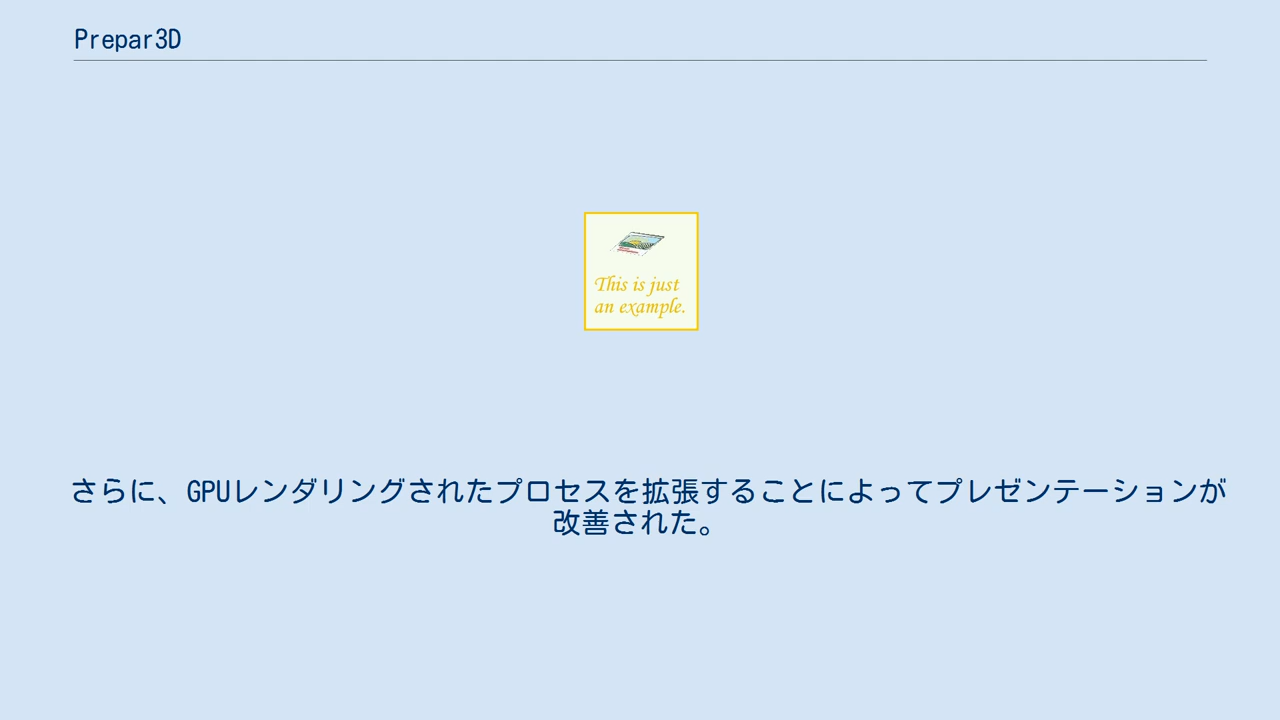 Prepar3D
This is just
an example.
さらに、GPUレンダリングされたプロセスを拡張することによってプレゼンテーションが
改善された。